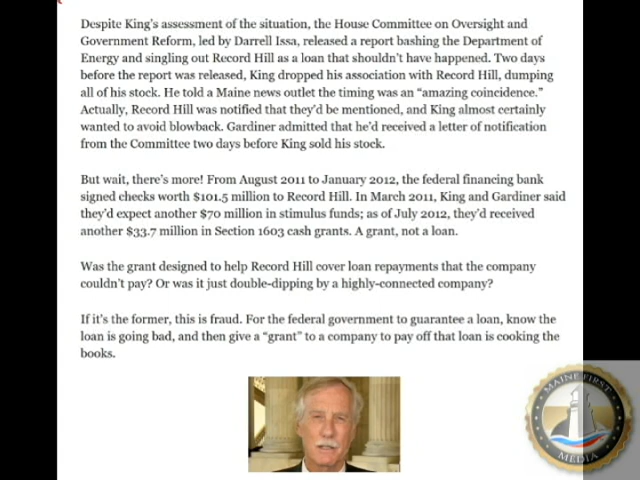 Despite King's assessment of the situation, the House Committee on Oversight and
Government Reform, led by Darrell Issa, released a report bashing the Department of
Energy and singling out Record Hill as a loan that shouldn't have happened. Two days
before the report was released, King dropped his association with Record Hill, dumping
all of his stock. He told a Maine news outlet the timing was an “amazing coincidence.”
Actually, Record Hill was notified that they'd be mentioned, and King almost certainly
wanted to avoid blowback. Gardiner admitted that he'd received a letter of notification
from the Committee two days before King sold his stock.
But wait, there's more! From August 2011 to January 2012, the federal financing bank
signed checks worth $101.5 million to Record Hill. In March 2011, King and Gardiner said
they'd expect another $70 million in stimulus funds; as of July 2012, they'd received
another $33.7 million in Section 1603 cash grants. A grant, not a loan.
Was the grant designed to help Record Hill cover loan repayments that the company
couldn't pay? Or was it just double-dipping by a highly-connected company?
If it's the former, this is fraud. For the federal government to guarantee a loan, know the
loan is going bad, and then give a “grant” to a company to pay off that loan is cooking the
books.
MAINE FIRST
MEDIA